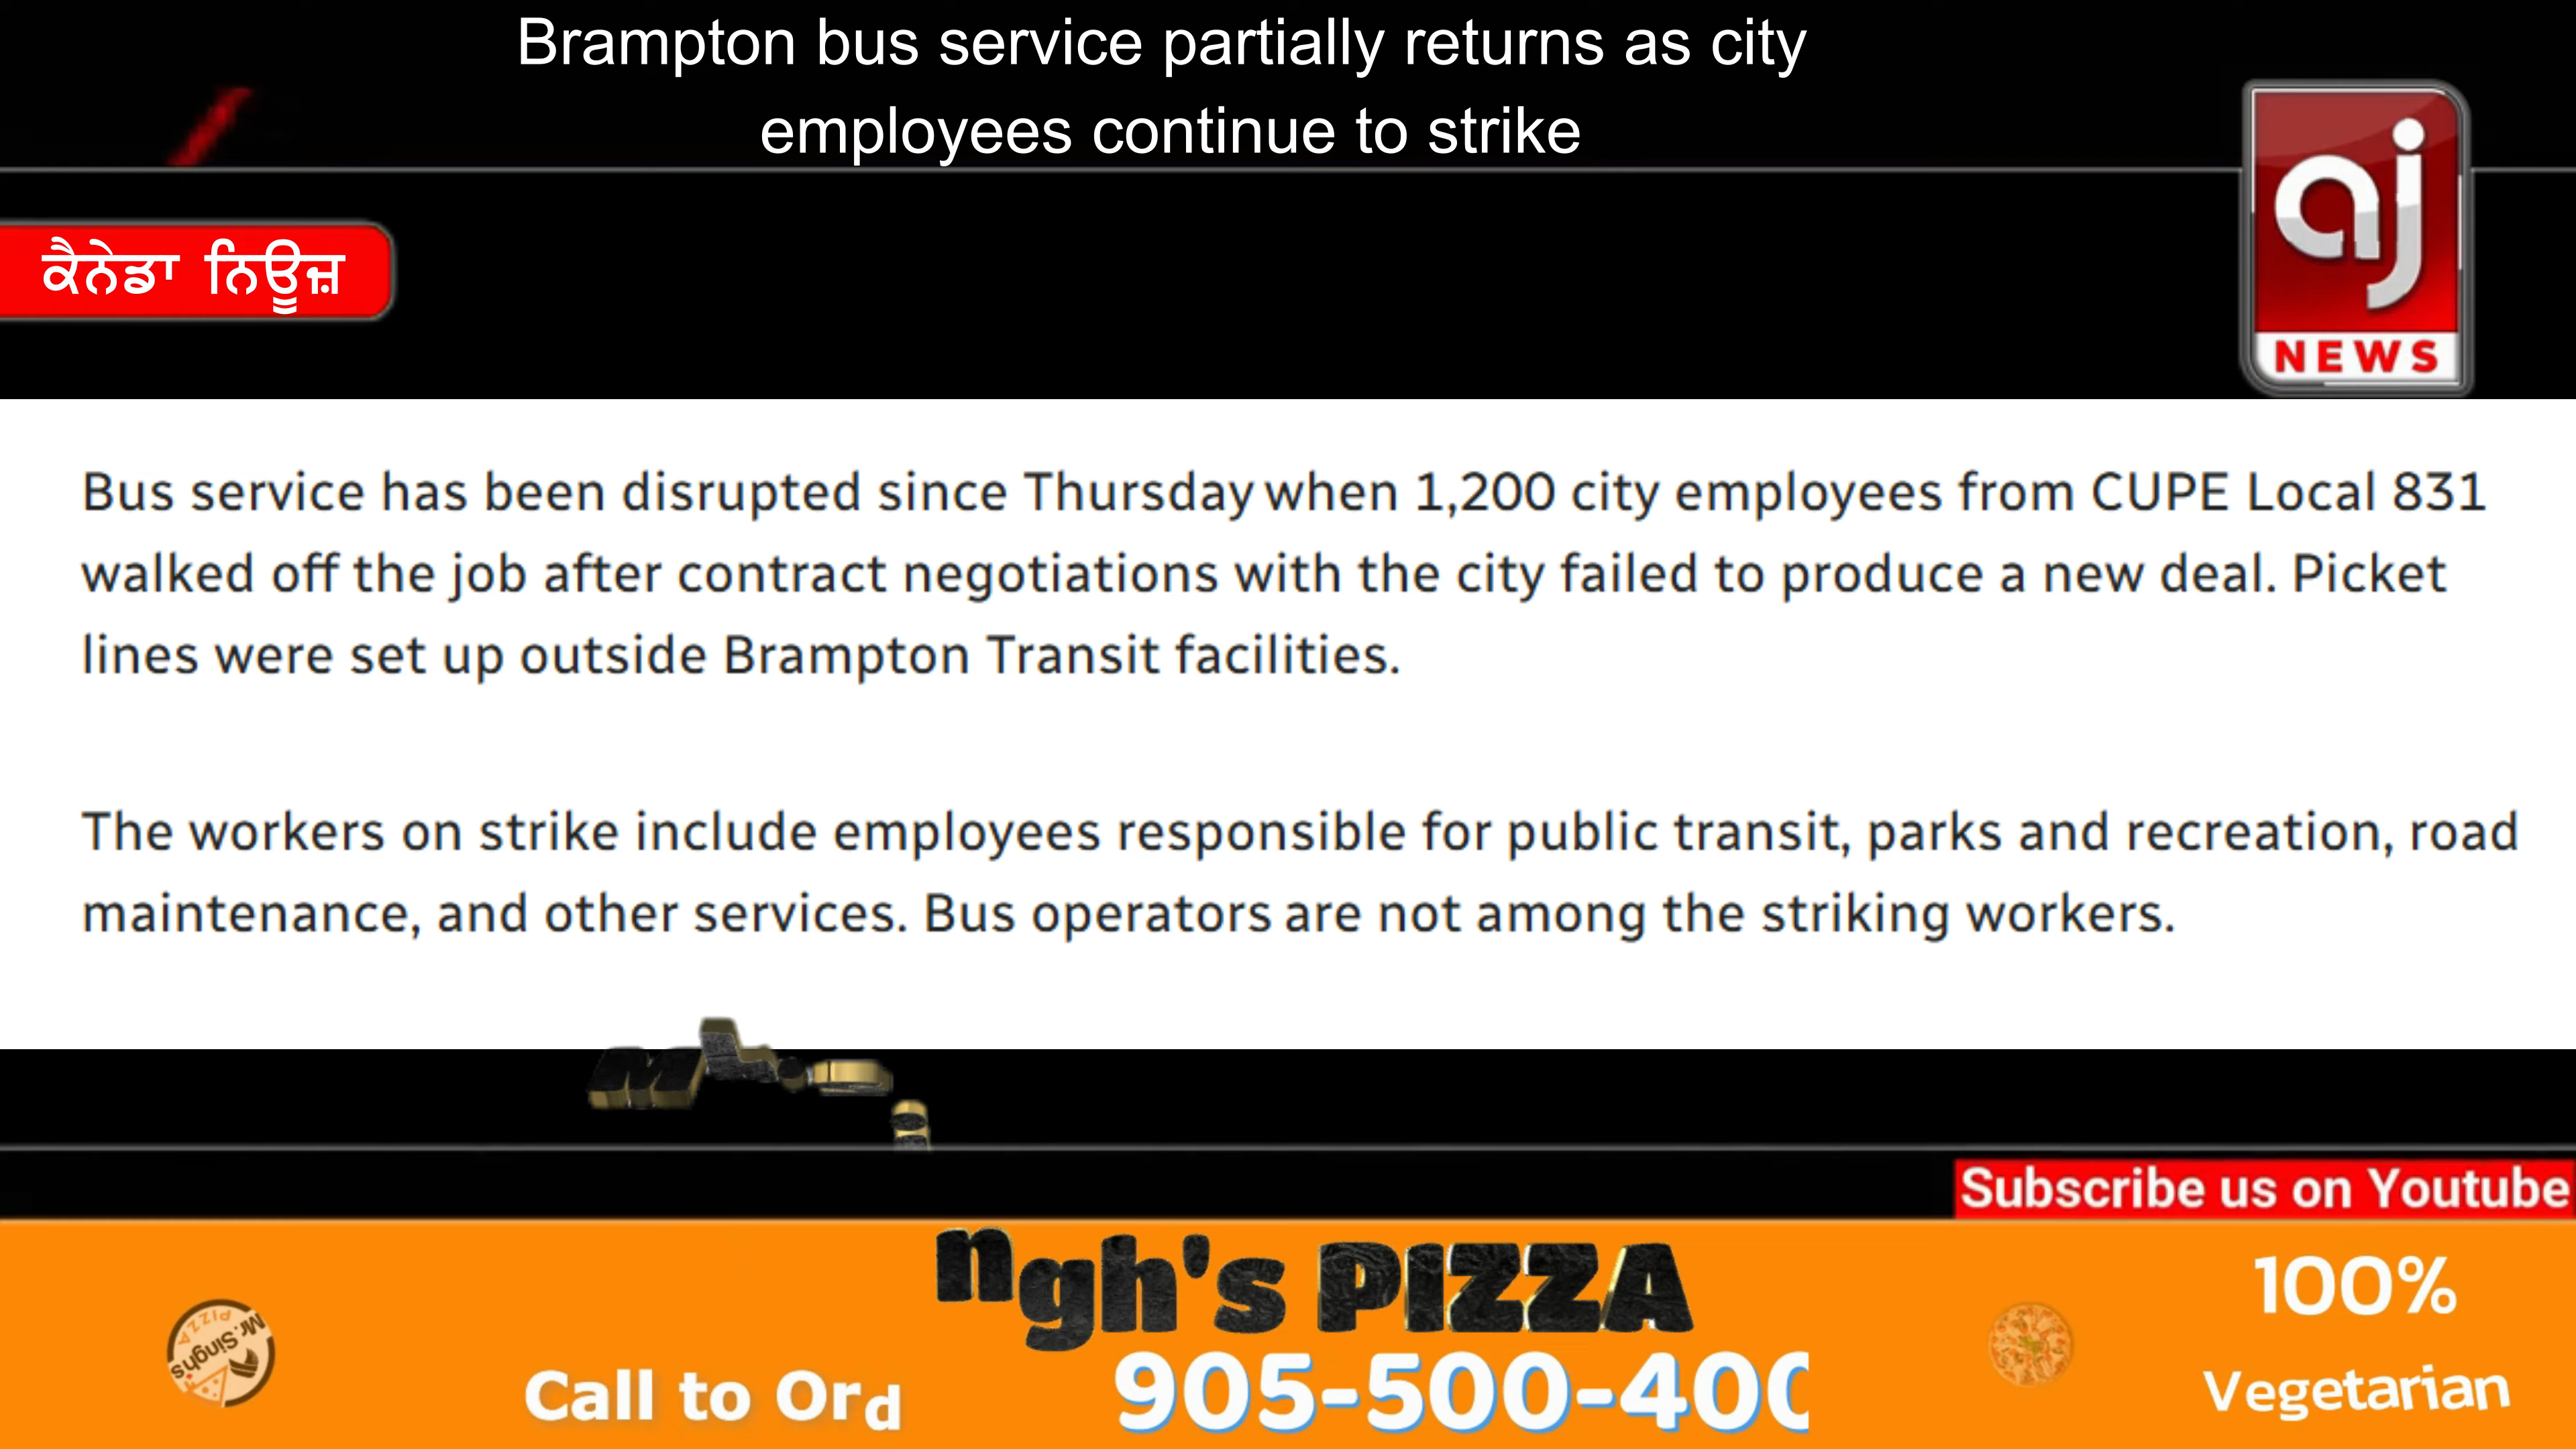 Brampton bus service partially returns as city
employees continue to strike
aj
NEWS
ਕੈਨੇਡਾ ਨਿਊਜ਼
Bus service has been disrupted since Thursday when 1,200 city employees from CUPE Local 831
walked off the job after contract negotiations with the city failed to produce a new deal. Picket
lines were set up outside Brampton Transit facilities.
The workers on strike include employees responsible for public transit, parks and recreation, road
maintenance, and other services. Bus operators are not among the striking workers.
Subscribe us on Youtube
ngh's PIZZA
Mr.Singh's
PIZZA
Call to Ord
905-500-400
100%
Vegetarian